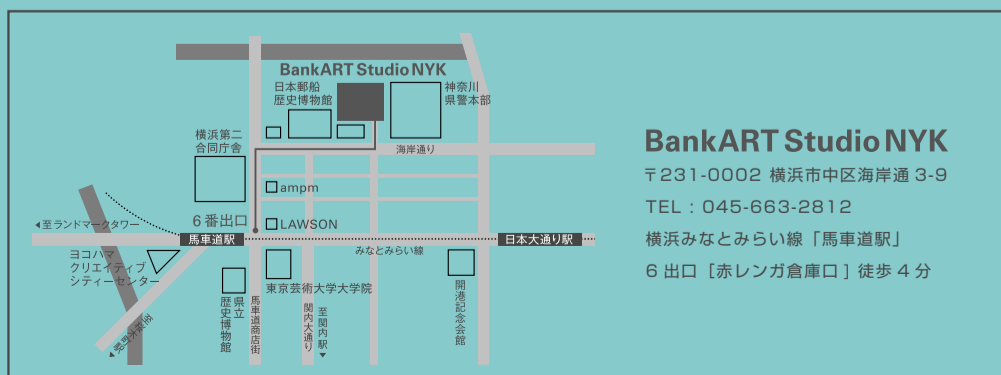 BankART Studio NYK
日本郵船
歴史博物館
神奈川
県警本部
横浜第二
合同庁舎
海岸通り
ampm
6番出口
LAWSON
◀至ランドマークタワー
馬車道駅
日本大通り駅
みなとみらい線
ヨコハマ
クリエイティブ
シティーセンター
県立
歴史博物館
馬車道商店街
東京芸術大学大学院
関内大通り
至関内駅▼
開港記念会館
BankART Studio NYK
〒231-0002 横浜市中区海岸通 3-9
TEL : 045-663-2812
横浜みなとみらい線「馬車道駅」
6 出口 [赤レンガ倉庫口] 徒歩 4 分